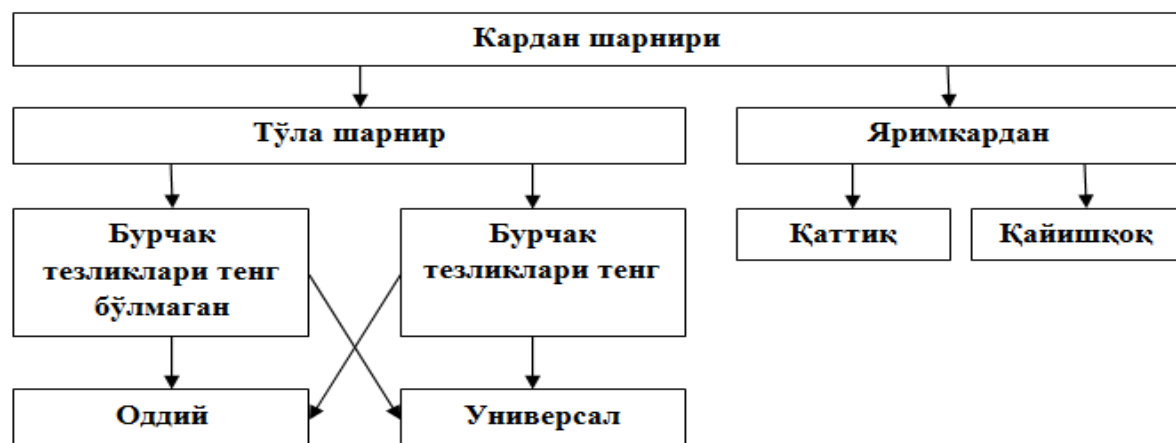 Кардан шарнири
Тўла шарнир
Яримкардан
Бурчак
тезликлари тенг
бўлмаган
Бурчак
тезликлари тенг
Қаттиқ
Қайишқоқ
Оддий
Универсал